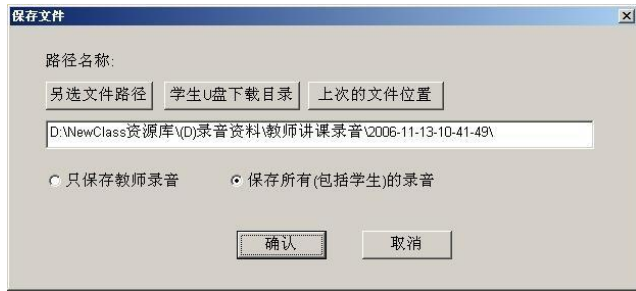 保存文件
路径名称:
另选文件路径 学生U盘下载目录 上次的文件位置
D:\NewClass资源库\(D)录音资料\教师讲课录音\2006-11-13-10-41-49\
只保存教师录音 保存所有(包括学生)的录音
确认 取消